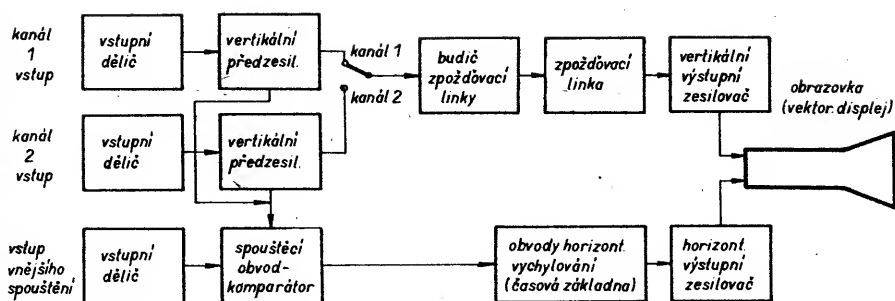 kanál
1
vstup
vstupní
dělič
vertikální
předzesil.
kanál 1
kanál 2
budič
zpožďovací
linky
zpožďovací
linka
vertikální
výstupní
zesilovač
obrazovka
(vektor. displej)
kanál
2
vstup
vstupní
dělič
vertikální
předzesil.
vstup
vnějšího
spouštění
vstupní
dělič
spouštěcí
obvod-
komparátor
obvody horizont.
vychylování
(časová základna)
horizont.
výstupní
zesilovač